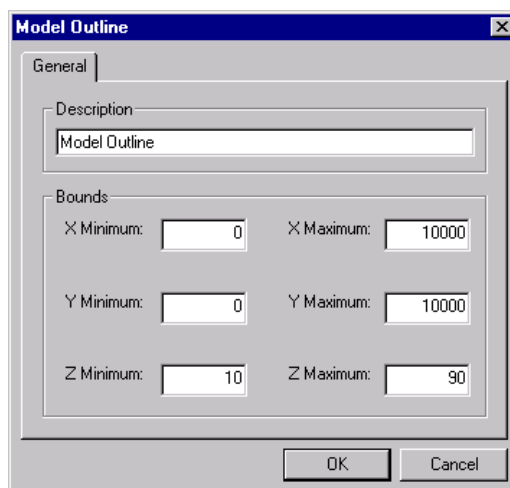 Model Outline
General
Description
Model Outline
Bounds
X Minimum: 0 X Maximum: 10000
Y Minimum: 0 Y Maximum: 10000
Z Minimum: 10 Z Maximum: 90
OK Cancel